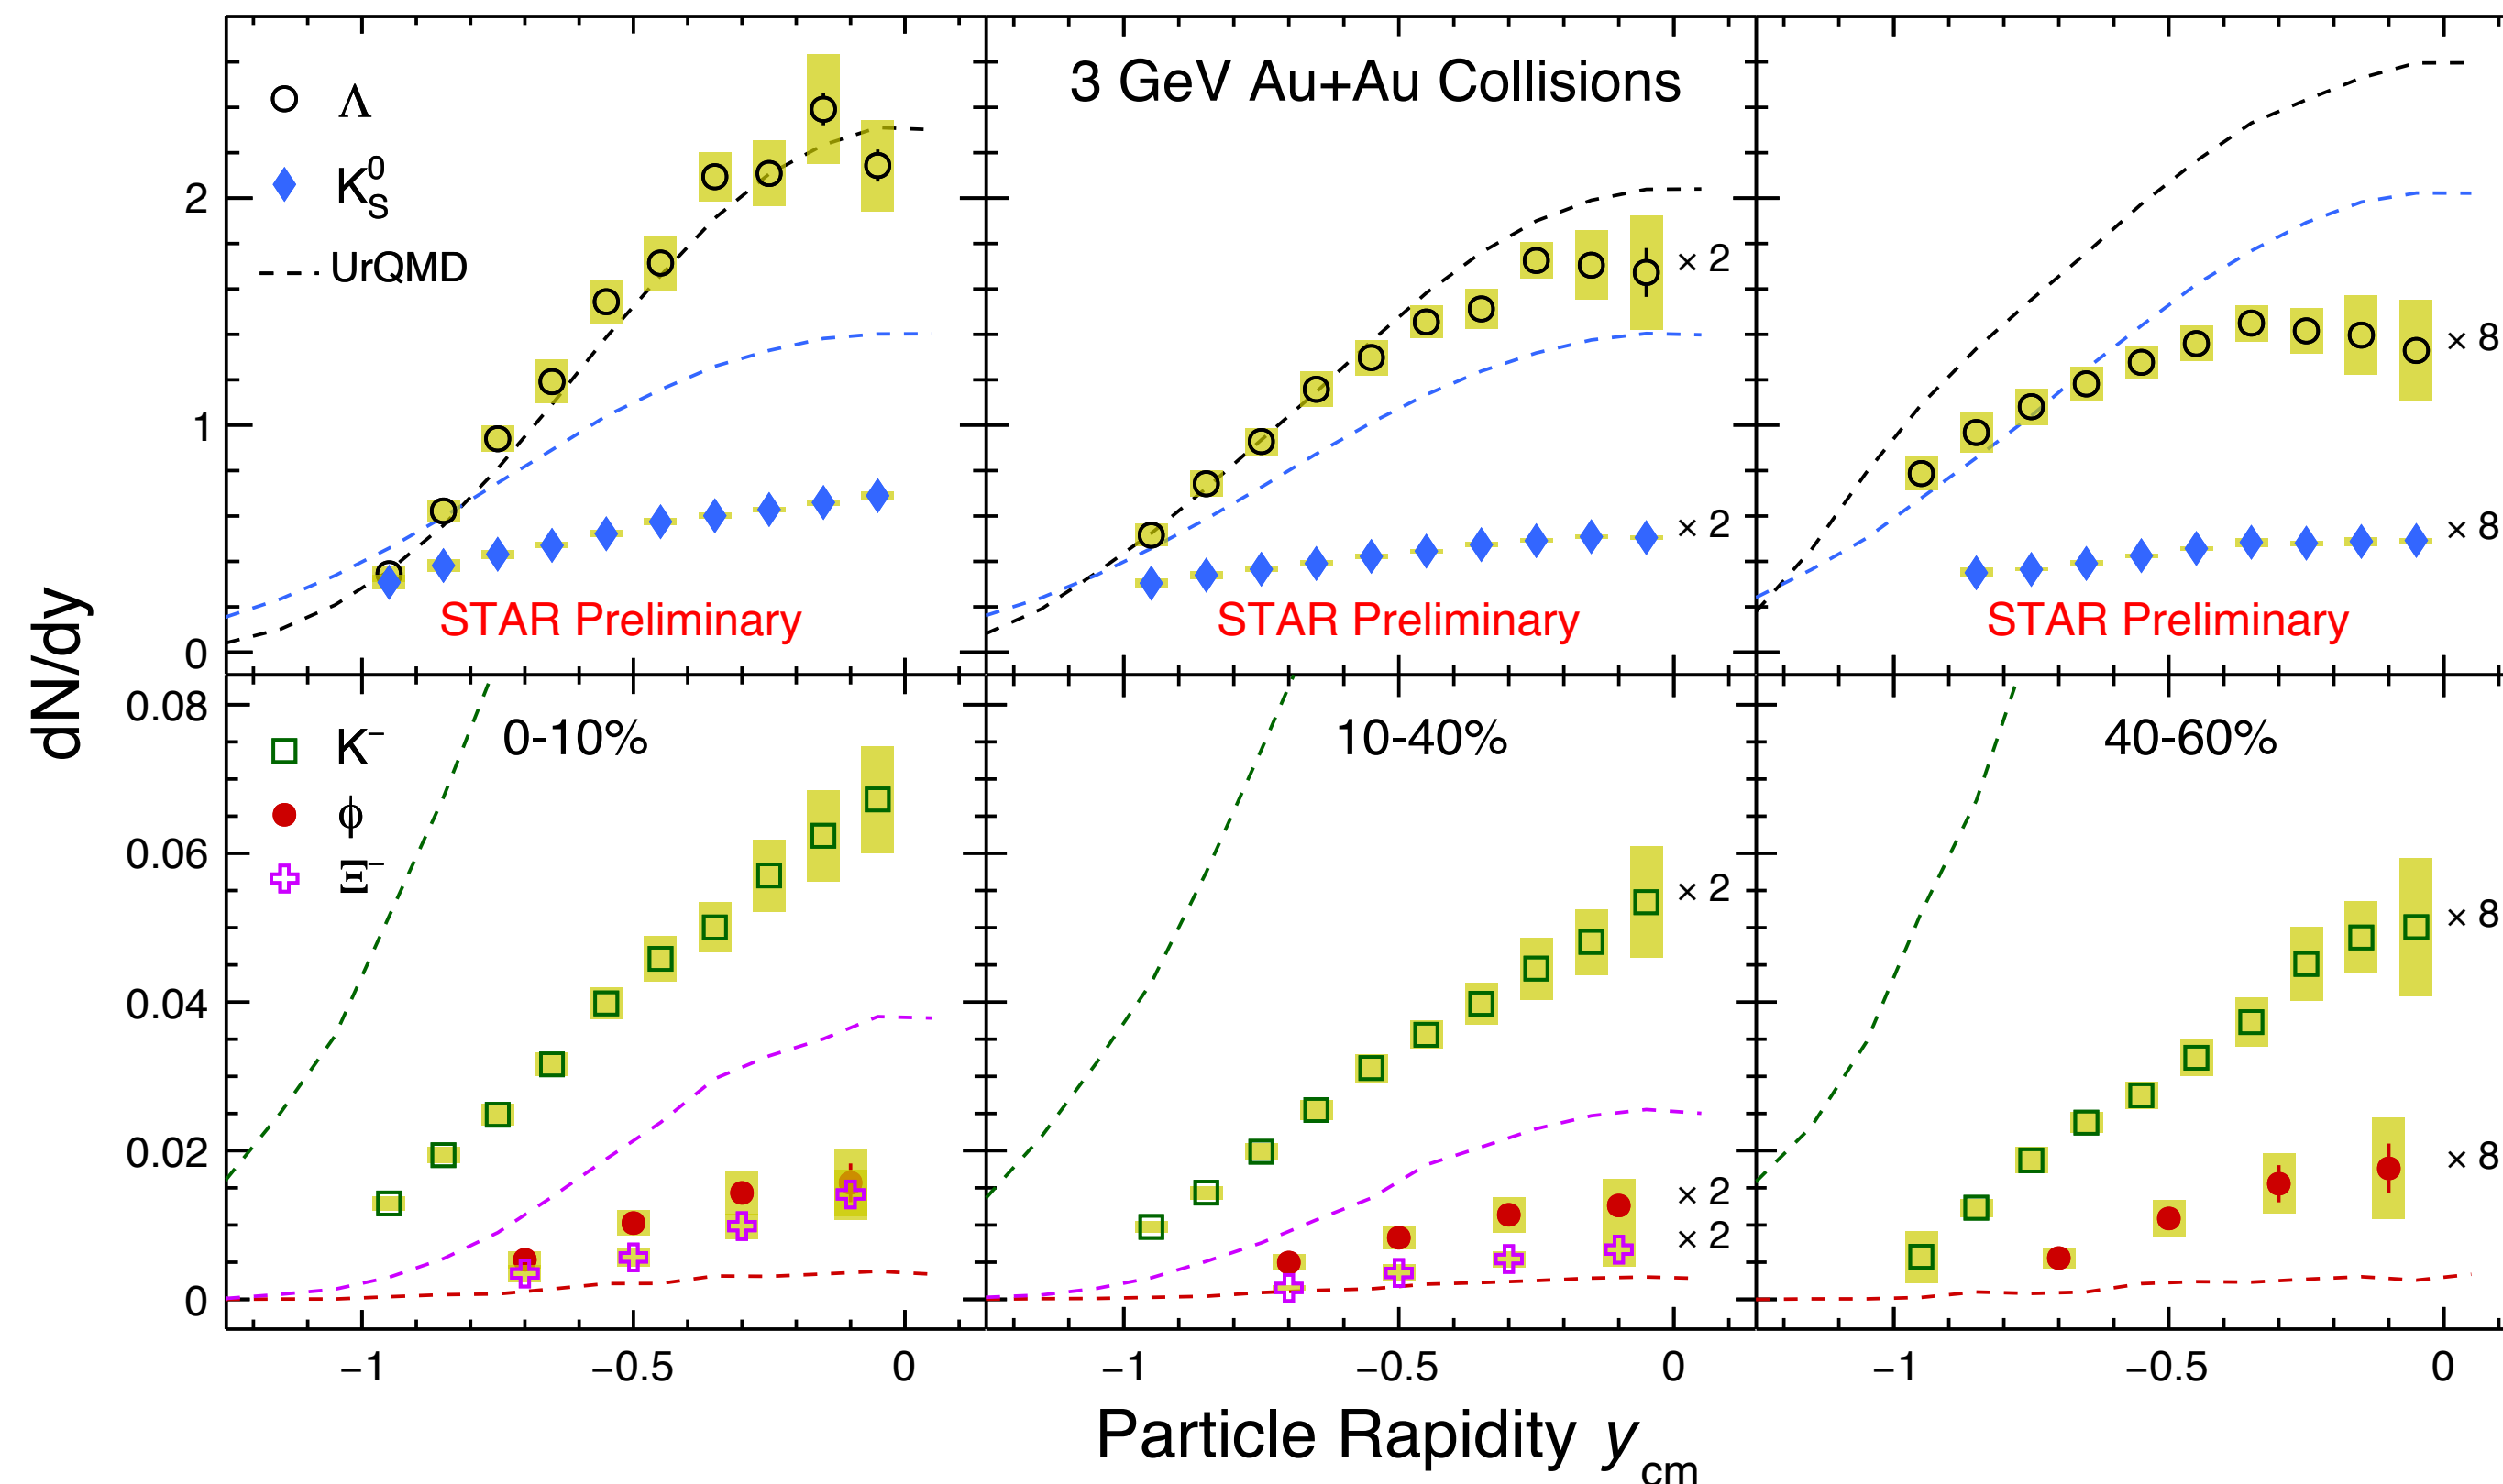 3 GeV Au+Au Collisions
Λ
K⁰S
UrQMD
2
1
0
× 2
× 2
× 8
× 8
STAR Preliminary
STAR Preliminary
STAR Preliminary
dN/dy
0-10%
10-40%
40-60%
K⁻
ϕ
Ξ⁻
0.08
0.06
0.04
0.02
0
× 2
× 2
× 2
× 8
× 8
−1
−0.5
0
−1
−0.5
0
−1
−0.5
0
Particle Rapidity ycm